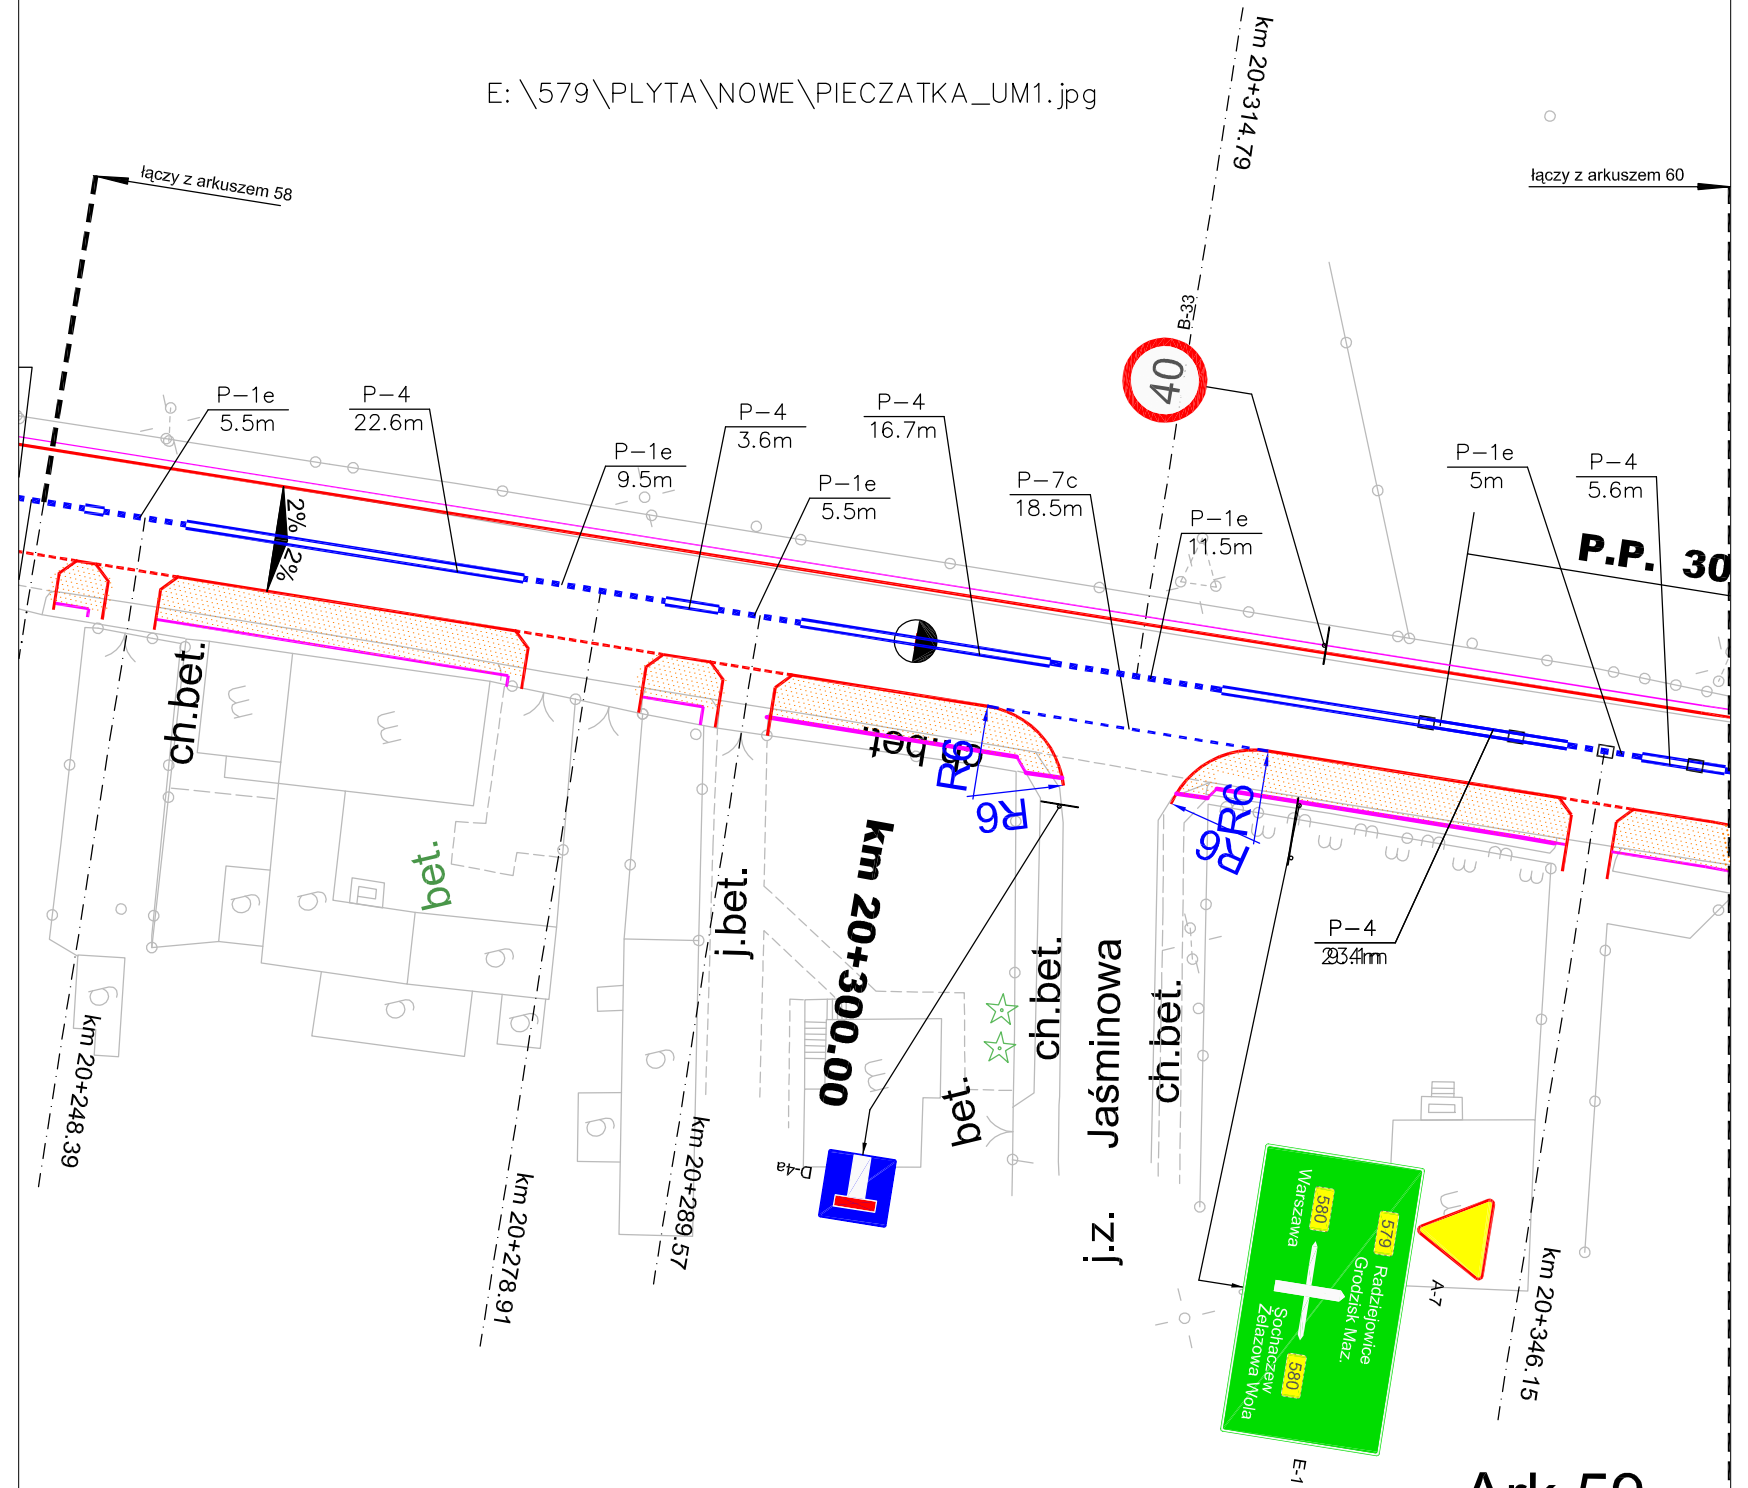 E:\579\PLYTA\NOWE\PIECZATKA_UM1.jpg
km 20+314.79
łączy z arkuszem 58
łączy z arkuszem 60
B-33
40
P-1e
5.5m
P-4
22.6m
P-1e
9.5m
P-4
3.6m
P-4
16.7m
P-1e
5.5m
P-7c
18.5m
P-1e
11.5m
P-1e
5m
P-4
5.6m
P.P. 30
2%
2%
ch.bet.
bet.
j.bet.
km 20+300.00
R6
R6
R6
R6
P-4
ch.bet.
bet.
j.z. Jaśminowa
ch.bet.
km 20+248.39
km 20+278.91
km 20+289.57
D-4a
Warszawa
580
579
Radziejowice
Grodzisk Maz.
Sochaczew
Żelazowa Wola
580
A-7
E-1
km 20+346.15